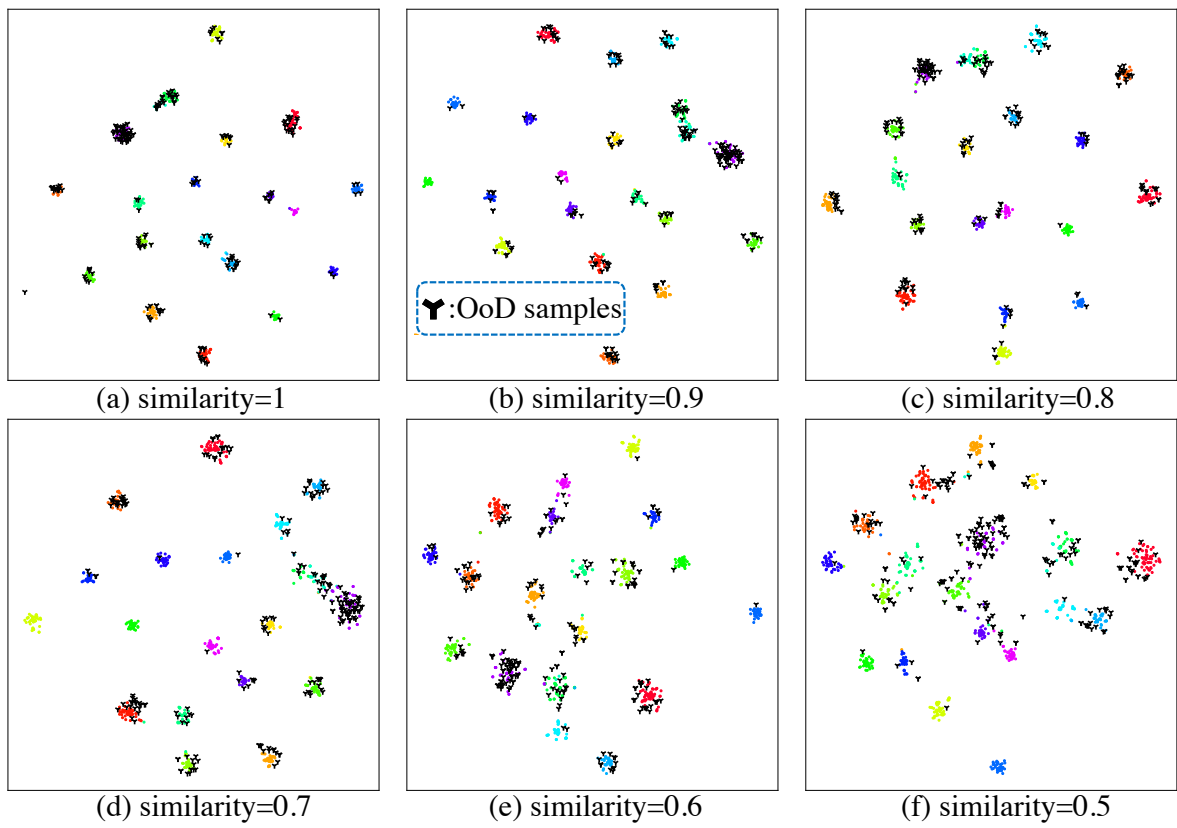 :OoD samples
(a) similarity=1
(b) similarity=0.9
(c) similarity=0.8
(d) similarity=0.7
(e) similarity=0.6
(f) similarity=0.5